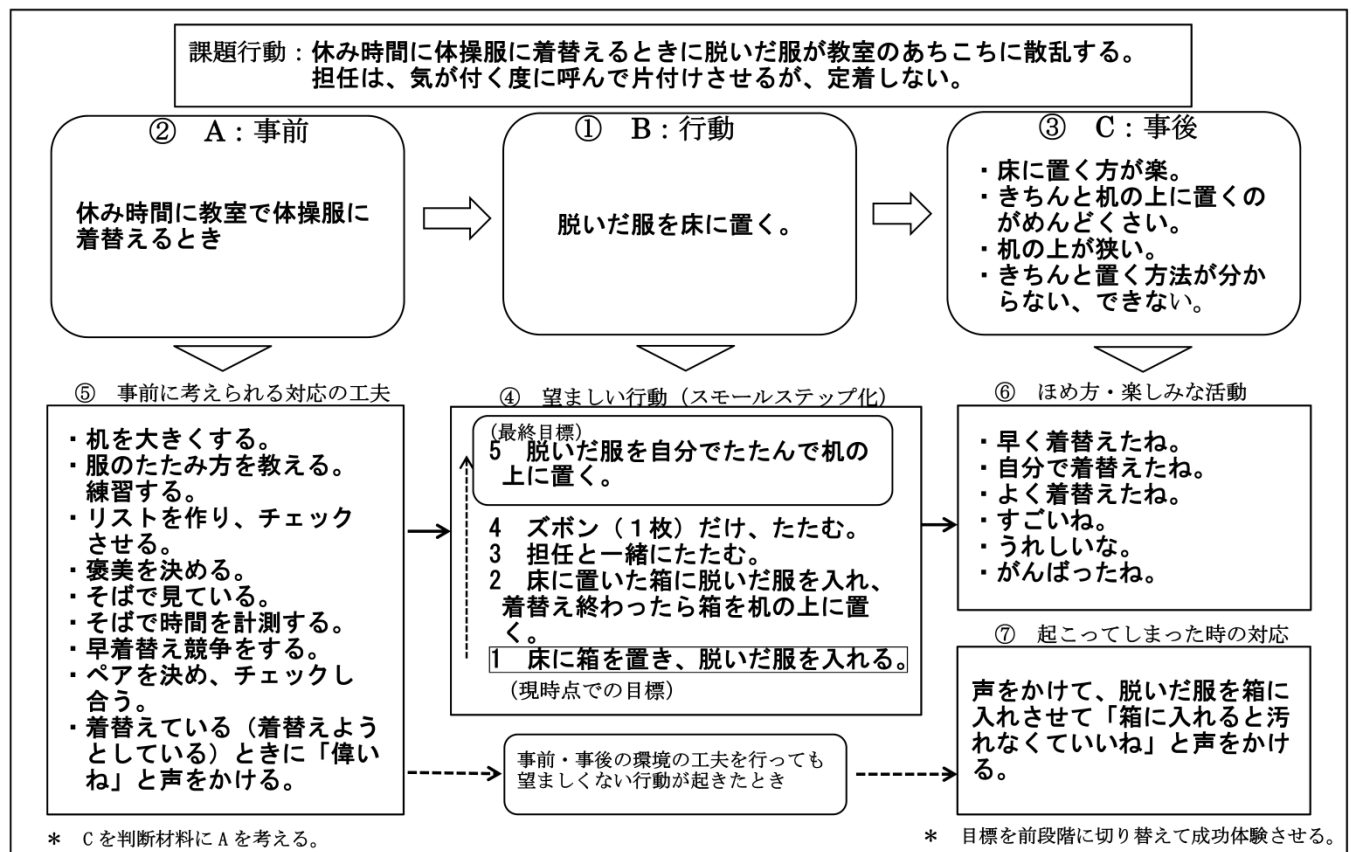 課題行動：休み時間に体操服に着替えるときに脱いだ服が教室のあちこちに散乱する。
担任は、気が付く度に呼んで片付けさせるが、定着しない。
② A：事前
休み時間に教室で体操服に
着替えるとき
① B：行動
脱いだ服を床に置く。
③ C：事後
・床に置く方が楽。
・きちんと机の上に置くの
がめんどくさい。
・机の上が狭い。
・きちんと置く方法が分か
らない、できない。
⑤ 事前に考えられる対応の工夫
・机を大きくする。
・服のたたみ方を教える。
練習する。
・リストを作り、チェック
させる。
・褒美を決める。
・そばで見ている。
・そばで時間を計測する。
・早着替え競争をする。
・ペアを決め、チェックし
合う。
・着替えている（着替えよう
としている）ときに「偉い
ね」と声をかける。
④ 望ましい行動（スモールステップ化）
(最終目標)
5 脱いだ服を自分でたたんで机の
上に置く。
4 ズボン（１枚）だけ、たたむ。
3 担任と一緒にたたむ。
2 床に置いた箱に脱いだ服を入れ、
着替え終わったら箱を机の上に置
く。
1 床に箱を置き、脱いだ服を入れる。
(現時点での目標)
事前・事後の環境の工夫を行っても
望ましくない行動が起きたとき
⑥ ほめ方・楽しみな活動
・早く着替えたね。
・自分で着替えたね。
・よく着替えたね。
・すごいね。
・うれしいな。
・がんばったね。
⑦ 起こってしまった時の対応
声をかけて、脱いだ服を箱に
入れさせて「箱に入れると汚
れなくていいね」と声をかけ
る。
＊ Cを判断材料にAを考える。
＊ 目標を前段階に切り替えて成功体験させる。